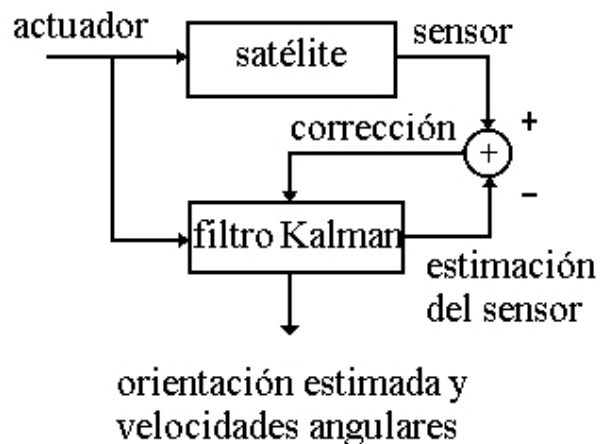 actuador
satélite
sensor
corrección
+
+
−
filtro Kalman
estimación
del sensor
orientación estimada y
velocidades angulares